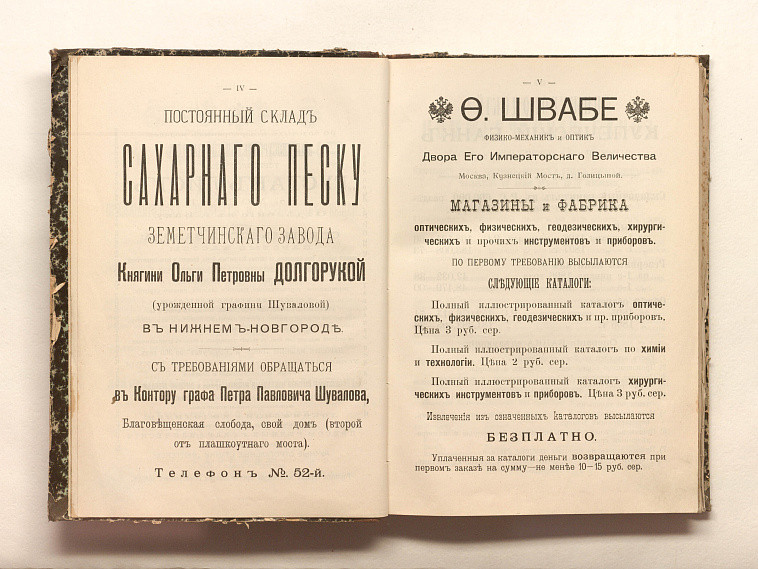 — IV —
ПОСТОЯННЫЙ СКЛАДЪ
САХАРНАГО ПЕСКУ
ЗЕМЕТЧИНСКАГО ЗАВОДА
Княгини Ольги Петровны ДОЛГОРУКОЙ
(урожденной графини Шуваловой)
ВЪ НИЖНЕМЪ-НОВГОРОДѢ.
СЪ ТРЕБОВАНІЯМИ ОБРАЩАТЬСЯ
въ Контору графа Петра Павловича Шувалова,
Благовѣщенская слобода, свой домъ (второй
отъ плашкоутнаго моста).
Телефонъ №. 52-й.
— V —
Ѳ. ШВАБЕ
ФИЗИКО-МЕХАНИКЪ и ОПТИКЪ
Двора Его Императорскаго Величества
Москва, Кузнецкій Мостъ, д. Голицыной.
МАГАЗИНЫ и ФАБРИКА
оптическихъ, физическихъ, геодезическихъ, хирурги-
ческихъ и прочихъ инструментовъ и приборовъ.
ПО ПЕРВОМУ ТРЕБОВАНІЮ ВЫСЫЛАЮТСЯ
СЛѢДУЮЩІЕ КАТАЛОГИ:
Полный иллюстрированный каталогъ оптиче-
скихъ, физическихъ, геодезическихъ и пр. приборовъ,
Цѣна 3 руб. сер.
Полный иллюстрированный каталогъ по химіи
и технологіи. Цѣна 2 руб. сер.
Полный иллюстрированный каталогъ хирурги-
ческихъ инструментовъ и приборовъ. Цѣна 3 руб. сер.
Извлеченія изъ означенныхъ каталоговъ высылаются
БЕЗПЛАТНО.
Уплаченныя за каталоги деньги возвращаются при
первомъ заказѣ на сумму—не менѣе 10—15 руб. сер.